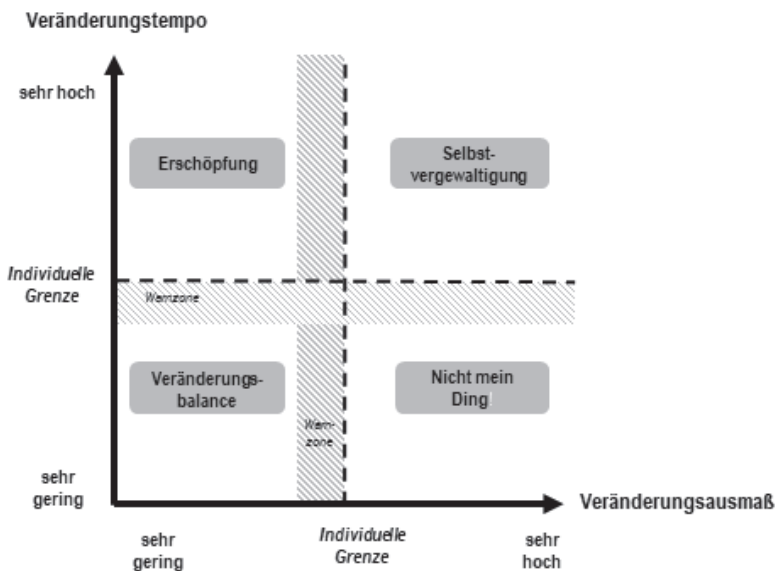 Veränderungstempo
sehr hoch
Erschöpfung
Selbst-
vergewaltigung
Individuelle
Grenze
Warnzone
Veränderungs-
balance
Nicht mein
Ding!
Warn-
zone
sehr
gering
Veränderungsausmaß
sehr
gering
Individuelle
Grenze
sehr
hoch